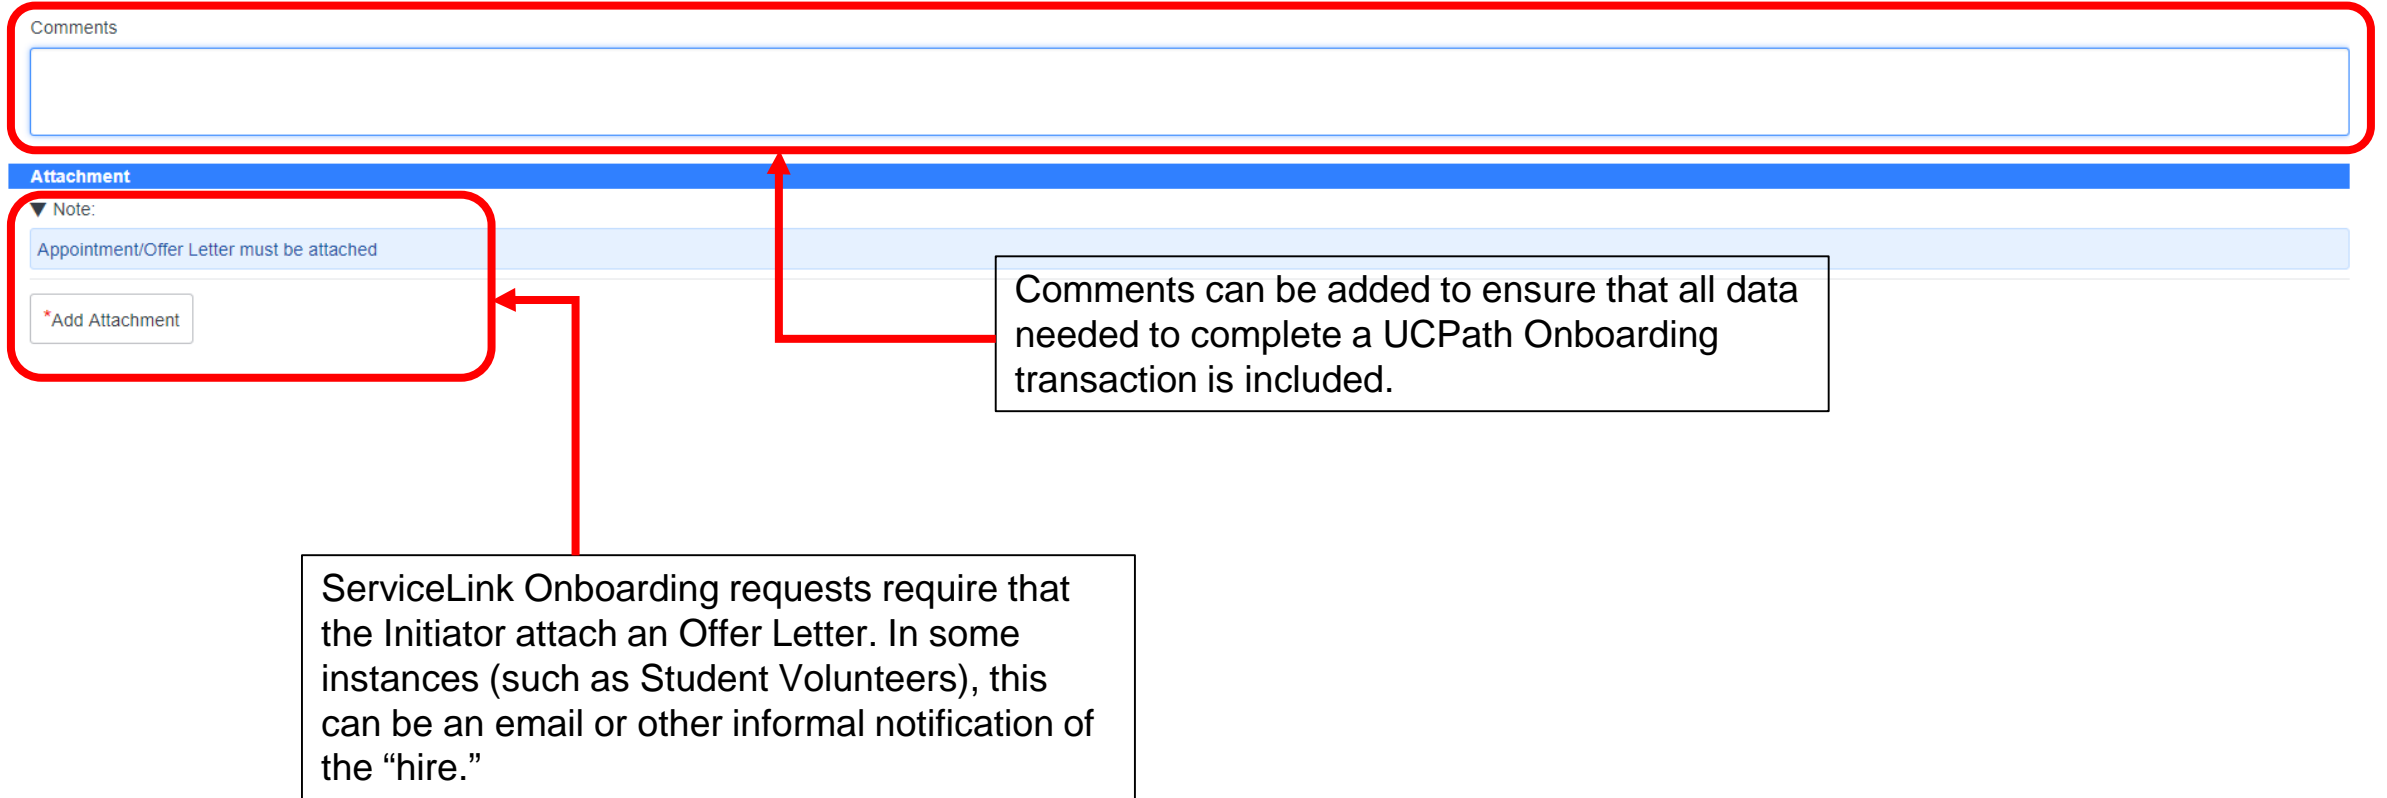 Comments
Attachment
▼ Note:
Appointment/Offer Letter must be attached
*Add Attachment
Comments can be added to ensure that all data
needed to complete a UCPath Onboarding
transaction is included.
ServiceLink Onboarding requests require that
the Initiator attach an Offer Letter. In some
instances (such as Student Volunteers), this
can be an email or other informal notification of
the “hire.”